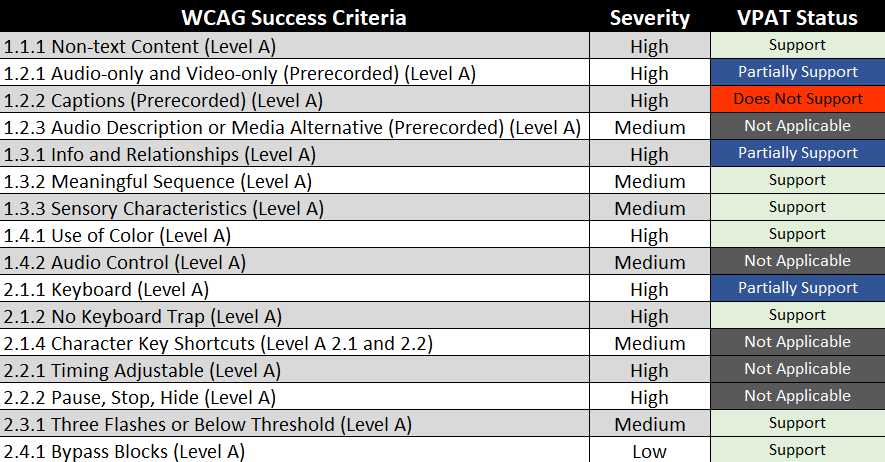 WCAG Success Criteria Severity VPAT Status
1.1.1 Non-text Content (Level A) High Support
1.2.1 Audio-only and Video-only (Prerecorded) (Level A) High Partially Support
1.2.2 Captions (Prerecorded) (Level A) High Does Not Support
1.2.3 Audio Description or Media Alternative (Prerecorded) (Level A) Medium Not Applicable
1.3.1 Info and Relationships (Level A) High Partially Support
1.3.2 Meaningful Sequence (Level A) Medium Support
1.3.3 Sensory Characteristics (Level A) Medium Support
1.4.1 Use of Color (Level A) High Support
1.4.2 Audio Control (Level A) Medium Not Applicable
2.1.1 Keyboard (Level A) High Partially Support
2.1.2 No Keyboard Trap (Level A) High Support
2.1.4 Character Key Shortcuts (Level A 2.1 and 2.2) Medium Not Applicable
2.2.1 Timing Adjustable (Level A) High Not Applicable
2.2.2 Pause, Stop, Hide (Level A) High Not Applicable
2.3.1 Three Flashes or Below Threshold (Level A) Medium Support
2.4.1 Bypass Blocks (Level A) Low Support